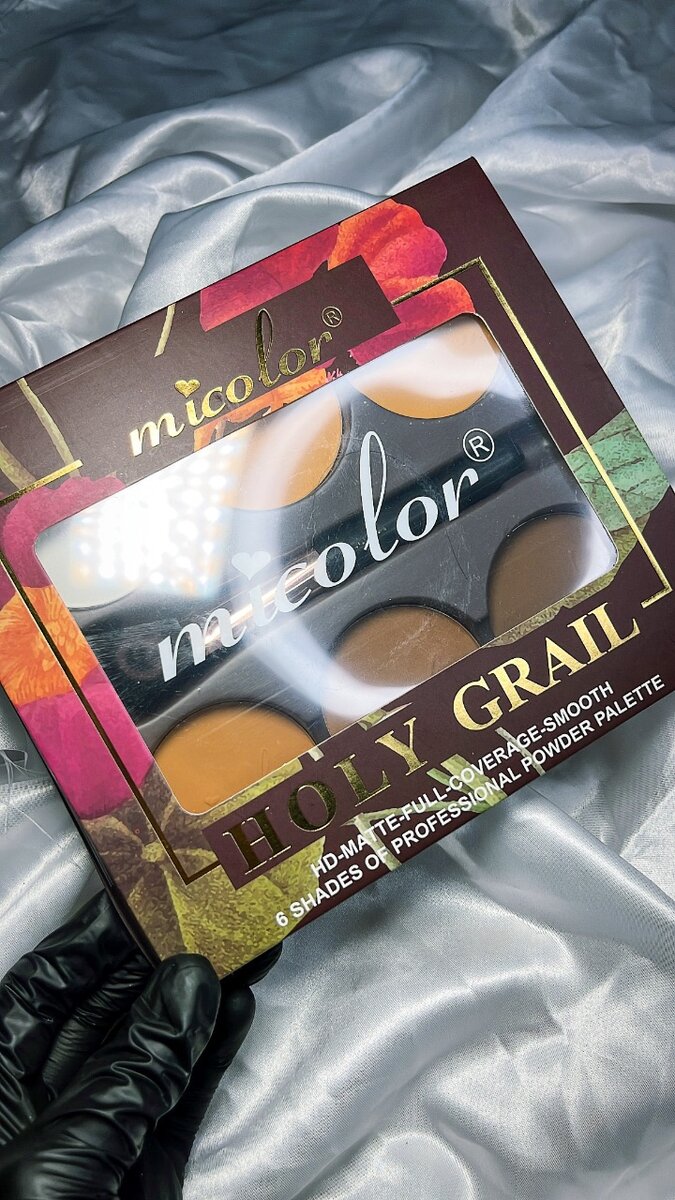 micolor®
micolor®
HOLY GRAIL
HD-MATTE-FULL-COVERAGE-SMOOTH
6 SHADES OF PROFESSIONAL POWDER PALETTE